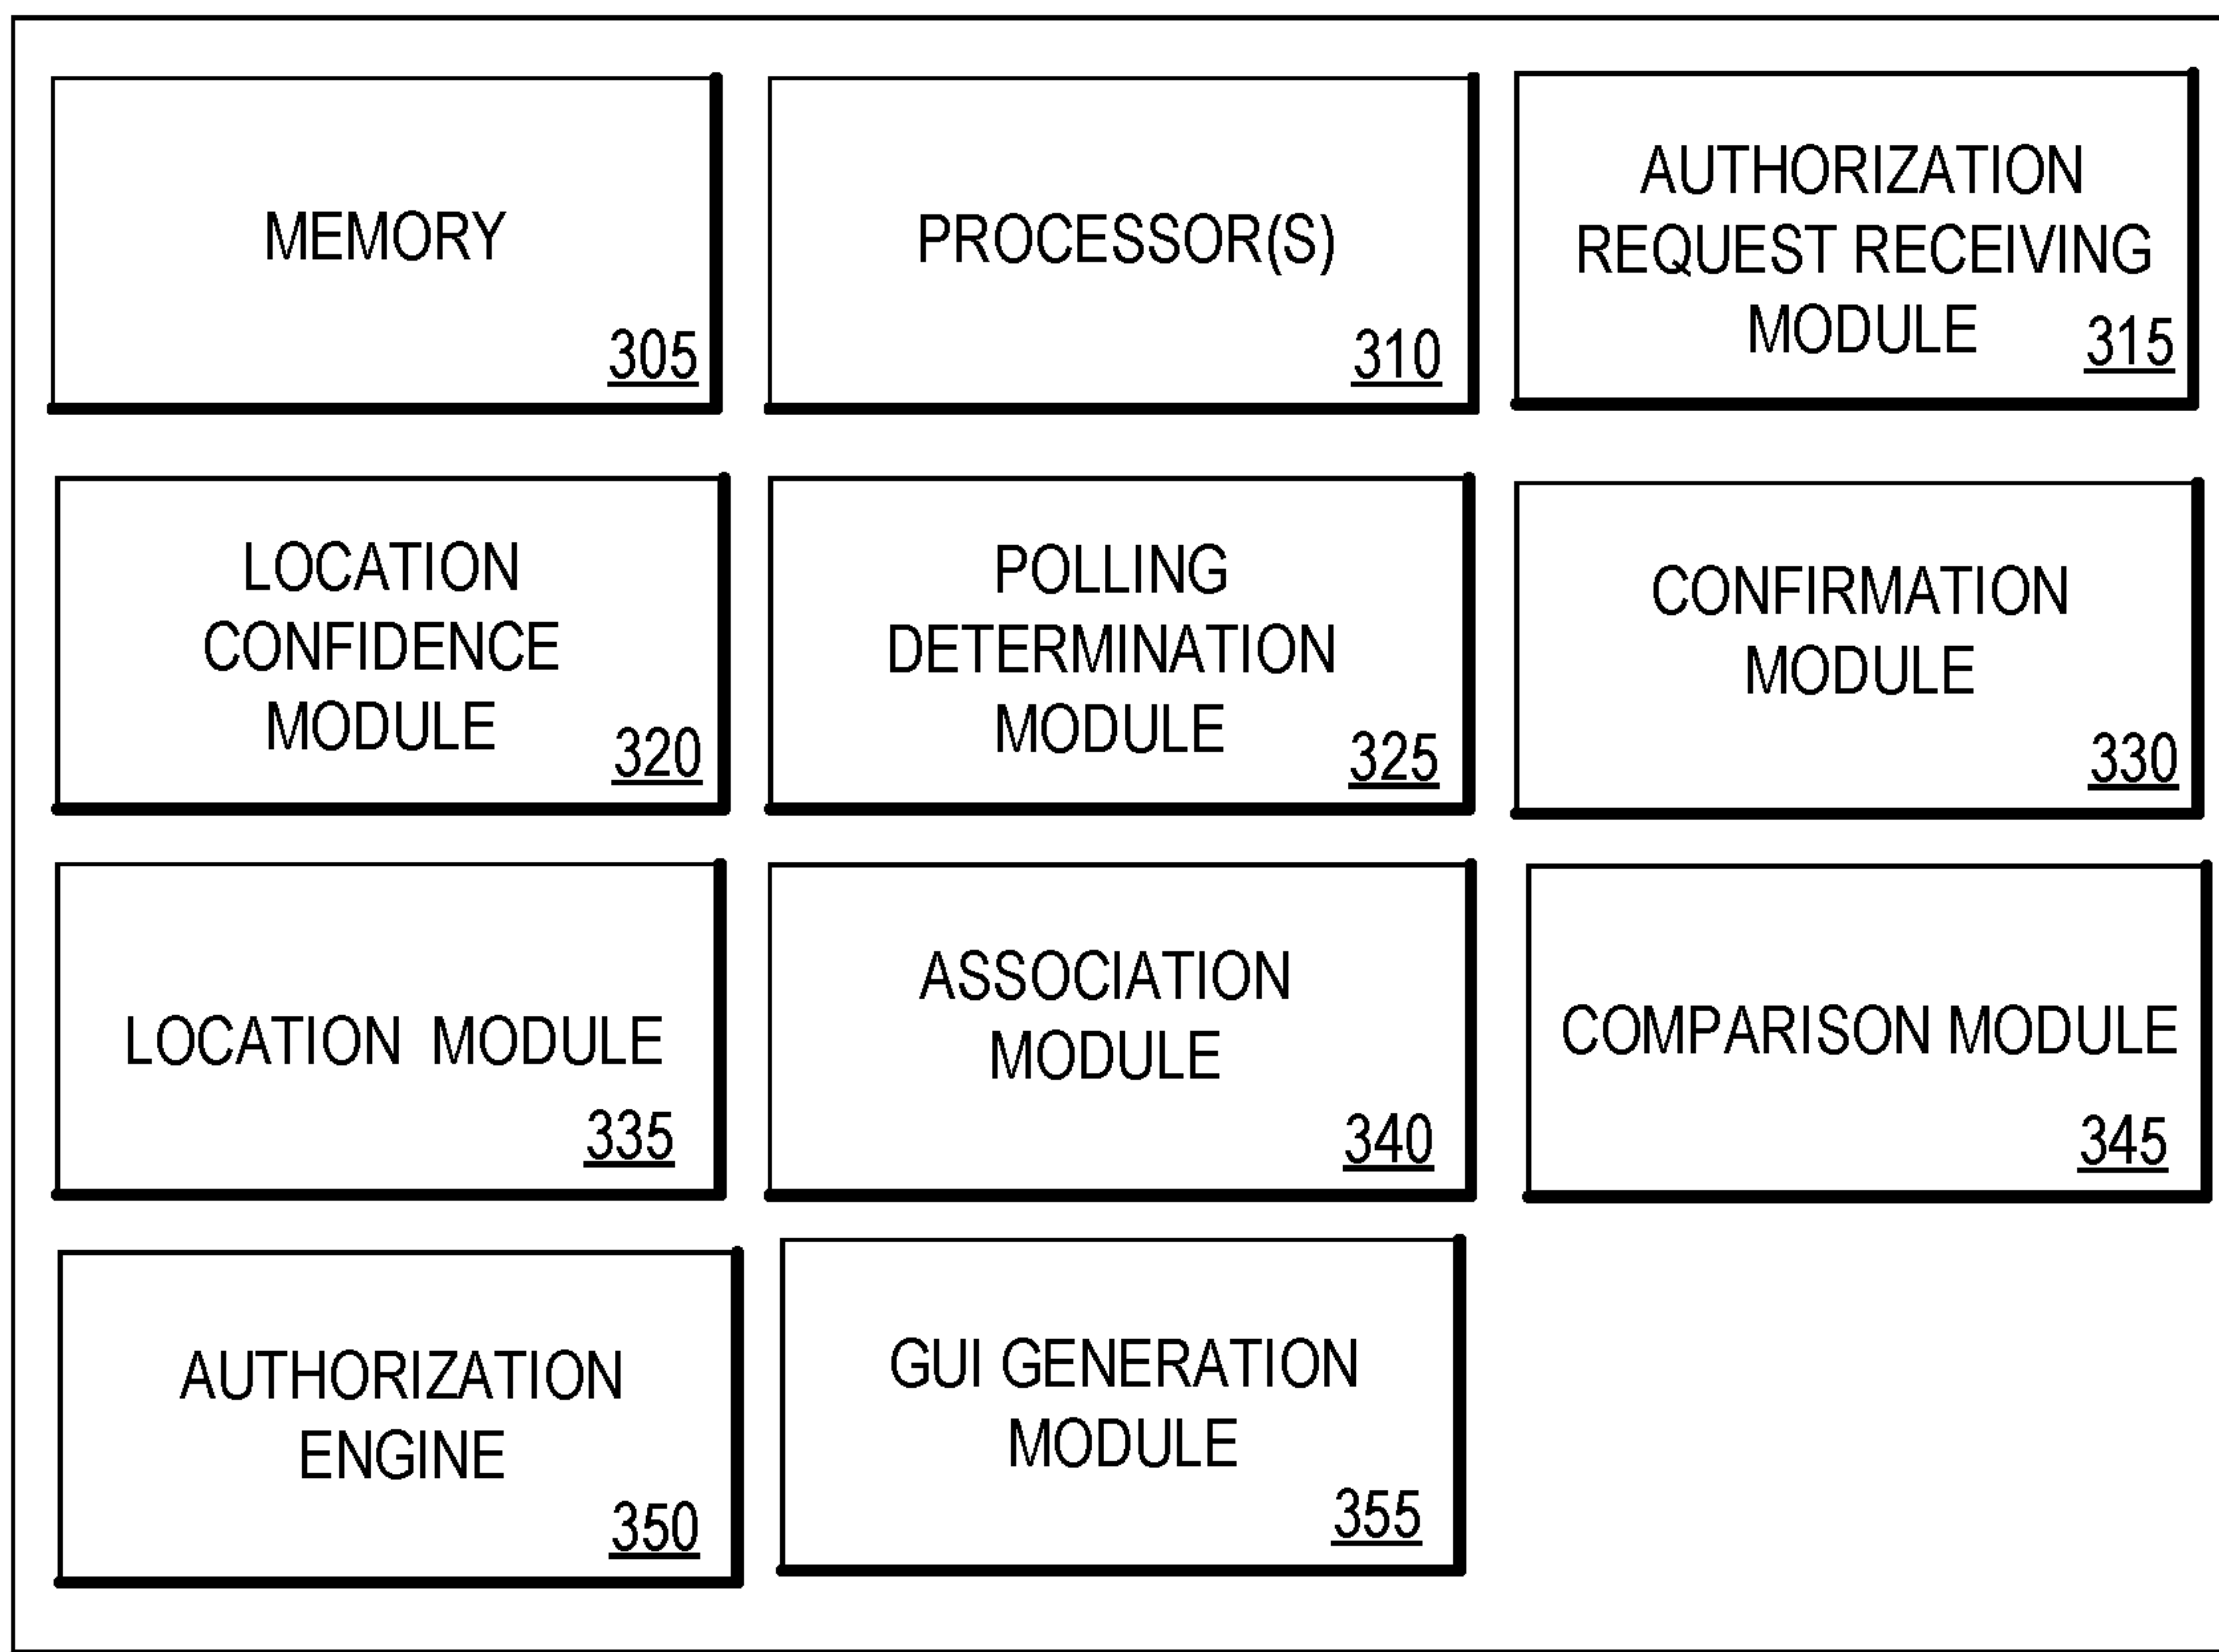 MEMORY
305
PROCESSOR(S)
310
AUTHORIZATION
REQUEST RECEIVING
MODULE
315
LOCATION
CONFIDENCE
MODULE
320
POLLING
DETERMINATION
MODULE
325
CONFIRMATION
MODULE
330
LOCATION MODULE
335
ASSOCIATION
MODULE
340
COMPARISON MODULE
345
AUTHORIZATION
ENGINE
350
GUI GENERATION
MODULE
355